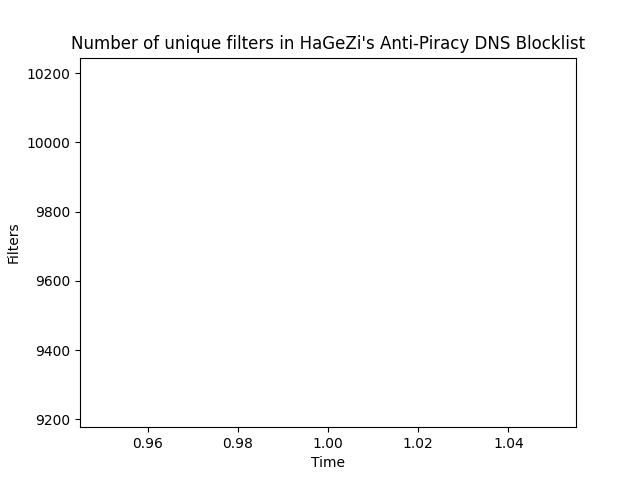 Number of unique filters in HaGeZi's Anti-Piracy DNS Blocklist
10200
10000
9800
9600
9400
9200
Filters
0.96 0.98 1.00 1.02 1.04
Time